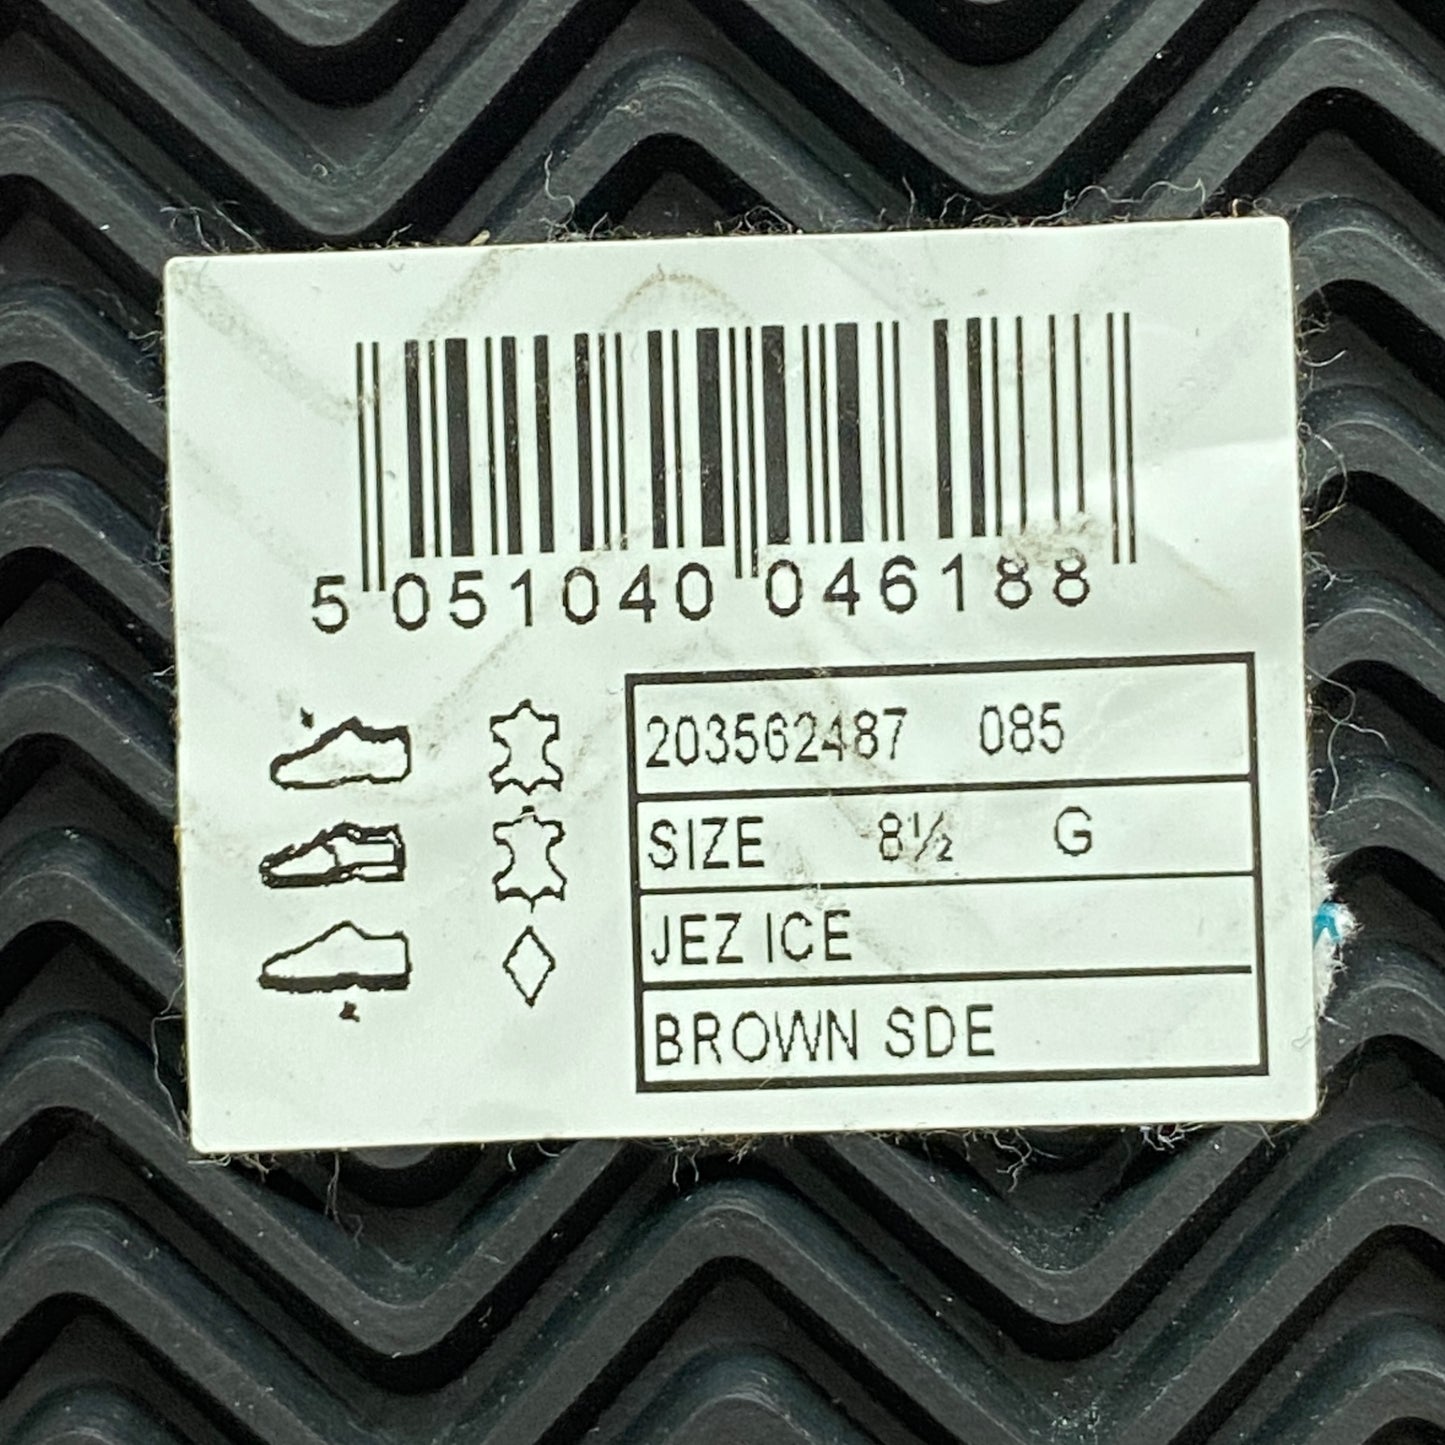 5 051040 046188
203562487 085
SIZE 8½ G
JEZ ICE
BROWN SDE